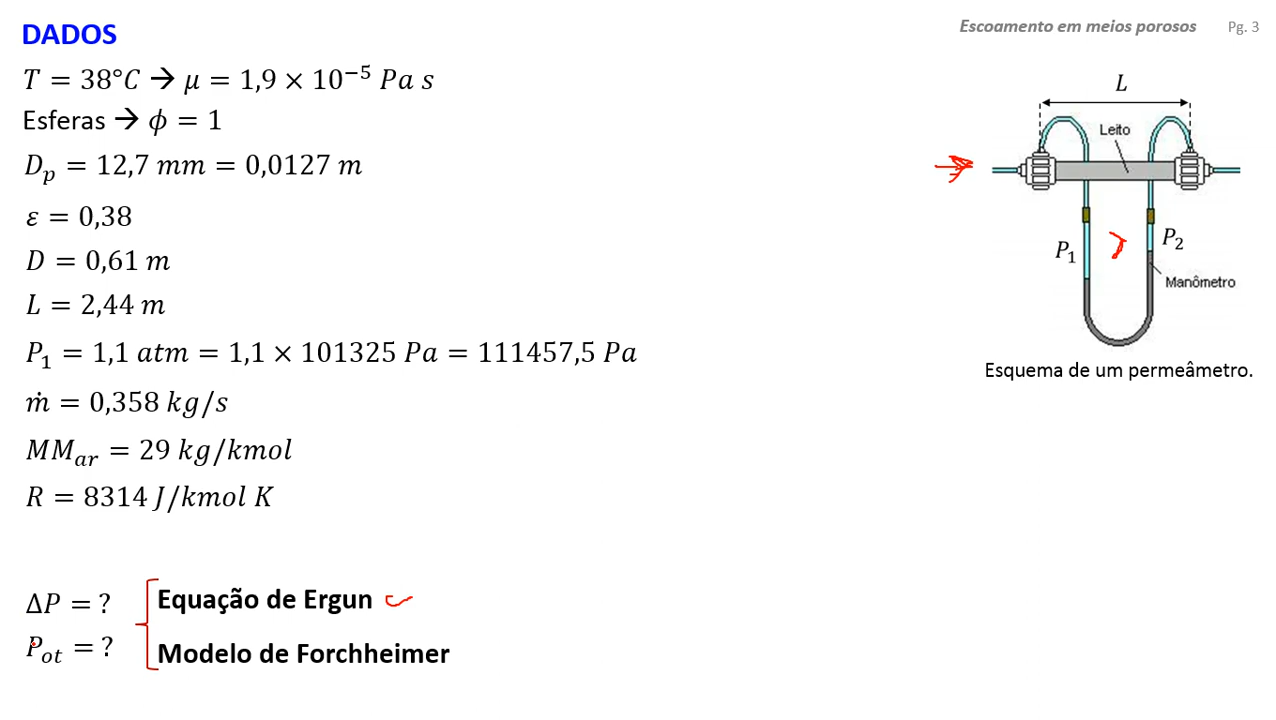 Escoamento em meios porosos Pg. 3
DADOS
T = 38°C → μ = 1,9 × 10⁻⁵ Pa s
Esferas → ϕ = 1
Dₚ = 12,7 mm = 0,0127 m
ε = 0,38
D = 0,61 m
L = 2,44 m
P₁ = 1,1 atm = 1,1 × 101325 Pa = 111457,5 Pa
ṁ = 0,358 kg/s
MMₐᵣ = 29 kg/kmol
R = 8314 J/kmol K
ΔP = ?
Pₒₜ = ?
Equação de Ergun
Modelo de Forchheimer
L
Leito
P₁
P₂
Manômetro
Esquema de um permeâmetro.